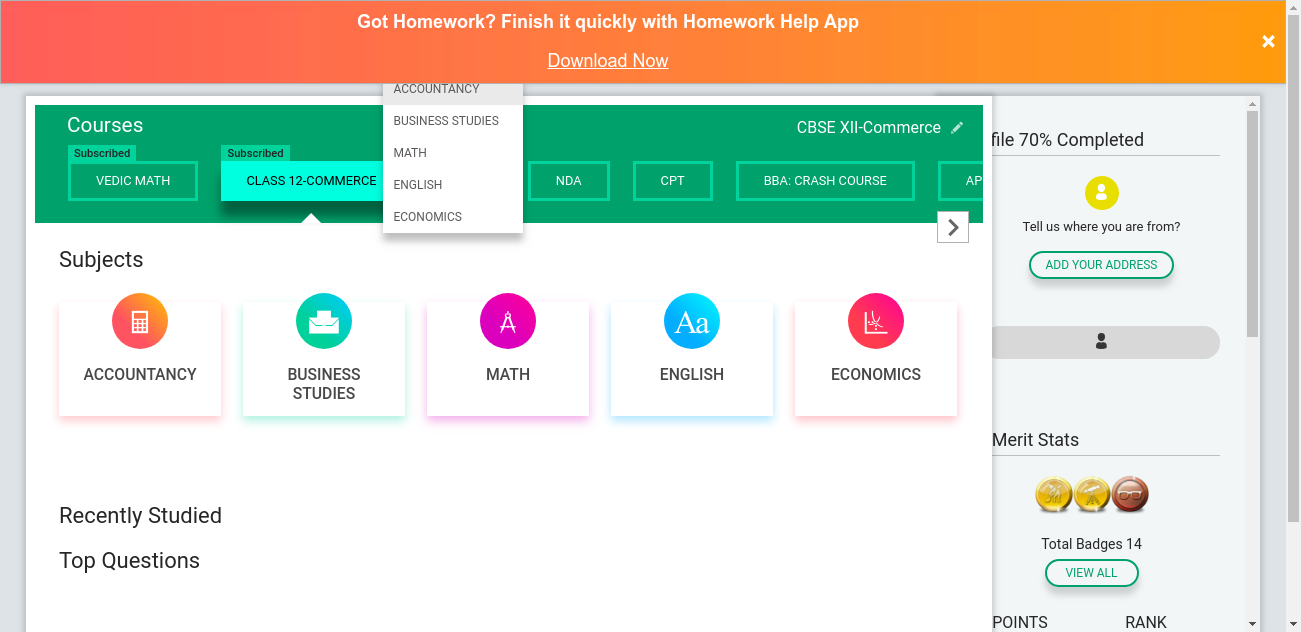 Got Homework? Finish it quickly with Homework Help App
Download Now
ACCOUNTANCY
BUSINESS STUDIES
MATH
ENGLISH
ECONOMICS
Courses
CBSE XII-Commerce
Subscribed
Subscribed
VEDIC MATH
CLASS 12-COMMERCE
NDA
CPT
BBA: CRASH COURSE
AP
Subjects
ACCOUNTANCY
BUSINESS
STUDIES
MATH
Aa
ENGLISH
ECONOMICS
Recently Studied
Top Questions
file 70% Completed
Tell us where you are from?
ADD YOUR ADDRESS
Merit Stats
Total Badges 14
VIEW ALL
POINTS
RANK